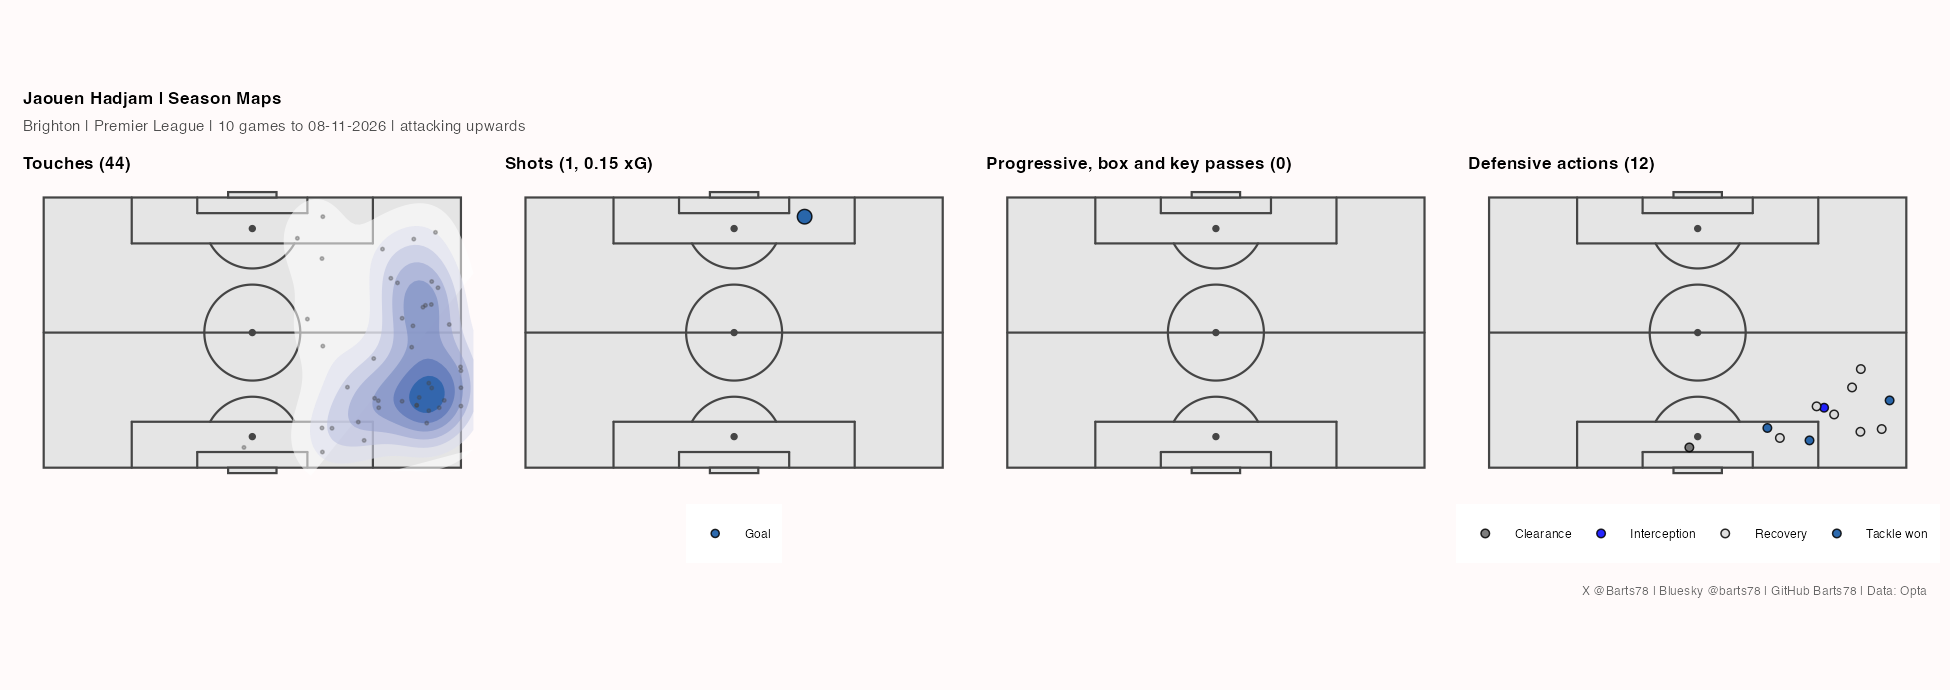 Jaouen Hadjam | Season Maps
Brighton | Premier League | 10 games to 08-11-2026 | attacking upwards
Touches (44)
Shots (1, 0.15 xG)
Progressive, box and key passes (0)
Defensive actions (12)
Goal
Clearance
Interception
Recovery
Tackle won
X @Barts78 | Bluesky @barts78 | GitHub Barts78 | Data: Opta